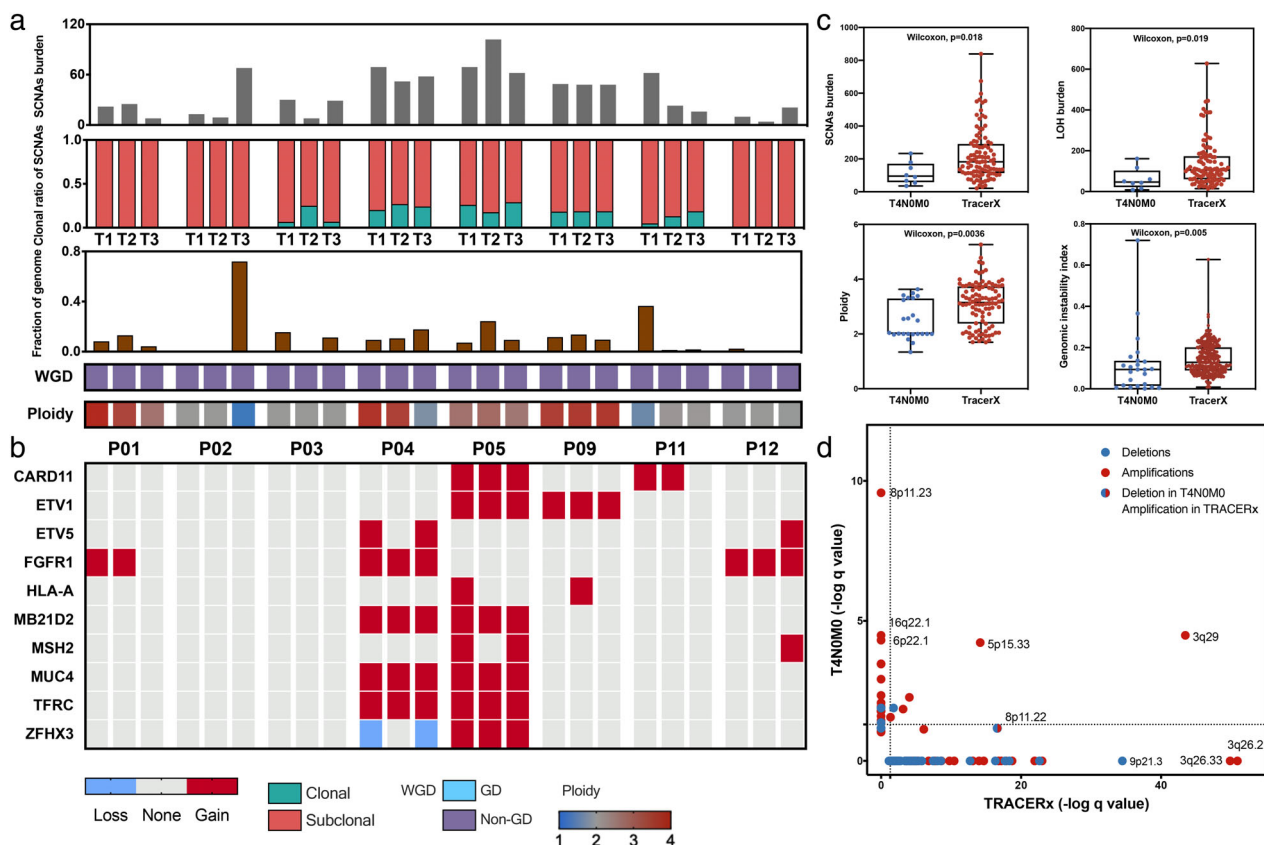 a
SCNAs burden
120
60
0
Clonal ratio of SCNAs
1.0
0.5
0.0
T1 T2 T3 T1 T2 T3 T1 T2 T3 T1 T2 T3 T1 T2 T3 T1 T2 T3 T1 T2 T3 T1 T2 T3
Fraction of genome
0.8
0.4
0.0
WGD
Ploidy
b
P01 P02 P03 P04 P05 P09 P11 P12
CARD11
ETV1
ETV5
FGFR1
HLA-A
MB21D2
MSH2
MUC4
TFRC
ZFHX3
Loss None Gain
Clonal
Subclonal
WGD
GD
Non-GD
Ploidy
1 2 3 4
c
Wilcoxon, p=0.018
SCNAs burden
1000
800
600
400
200
0
T4N0M0 TracerX
Wilcoxon, p=0.019
LOH burden
800
600
400
200
0
T4N0M0 TracerX
Wilcoxon, p=0.0036
Ploidy
6
4
2
0
T4N0M0 TracerX
Wilcoxon, p=0.005
Genomic instability index
0.8
0.6
0.4
0.2
0.0
T4N0M0 TracerX
d
T4N0M0 (-log q value)
10
5
0
Deletions
Amplifications
Deletion in T4N0M0
Amplification in TRACERx
8p11.23
16q22.1
6p22.1
5p15.33
3q29
8p11.22
3q26.2
9p21.3
3q26.33
0 20 40
TRACERx (-log q value)